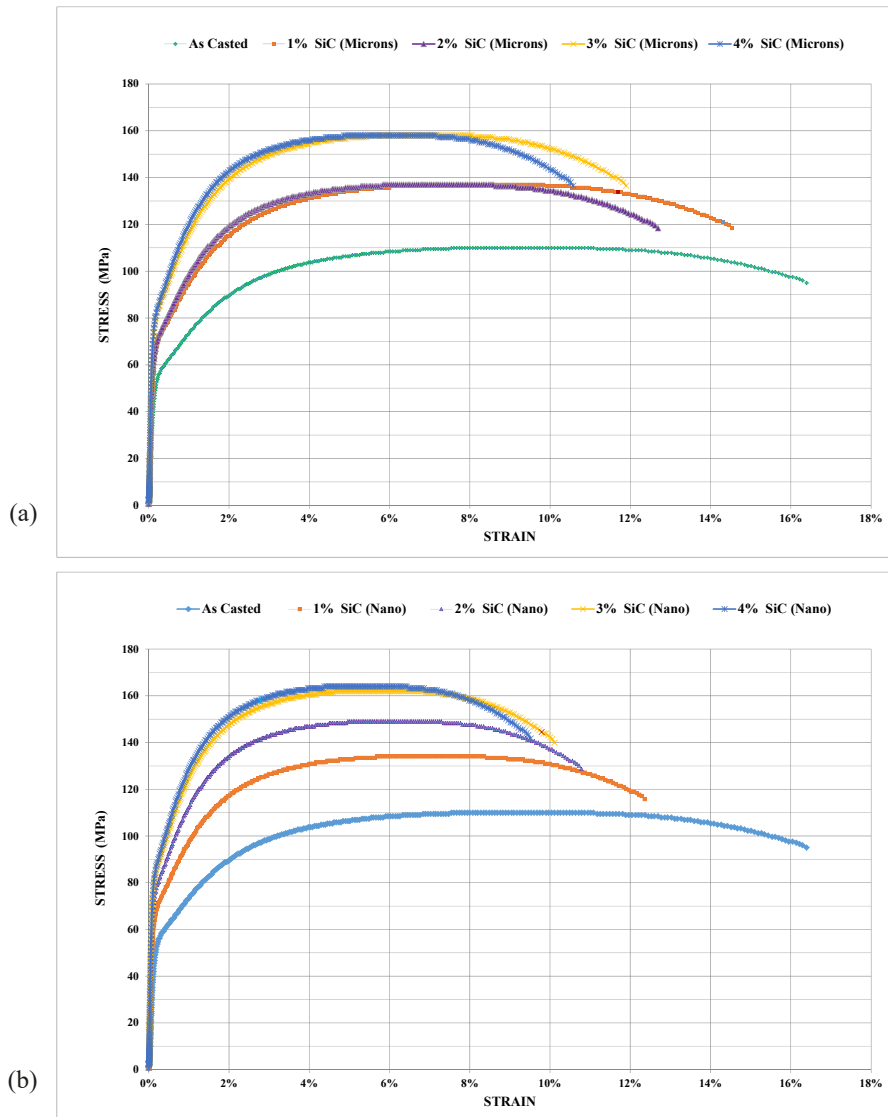 As Casted 1% SiC (Microns) 2% SiC (Microns) 3% SiC (Microns) 4% SiC (Microns)
180
160
140
120
100
80
60
40
20
0
STRESS (MPa)
0% 2% 4% 6% 8% 10% 12% 14% 16% 18%
STRAIN
(a)
As Casted 1% SiC (Nano) 2% SiC (Nano) 3% SiC (Nano) 4% SiC (Nano)
180
160
140
120
100
80
60
40
20
0
STRESS (MPa)
0% 2% 4% 6% 8% 10% 12% 14% 16% 18%
STRAIN
(b)